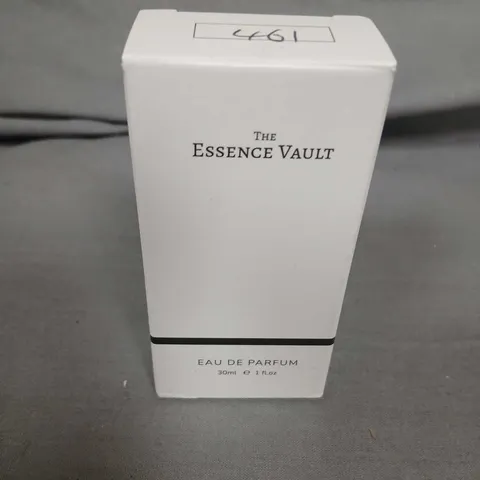 461
THE
ESSENCE VAULT
EAU DE PARFUM
30ml ℮ 1 fl.oz